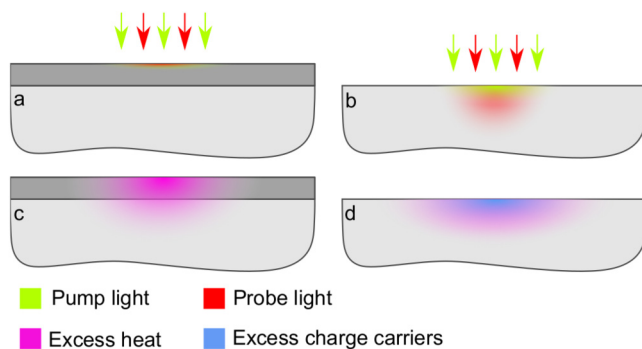 a
b
c
d
Pump light
Probe light
Excess heat
Excess charge carriers